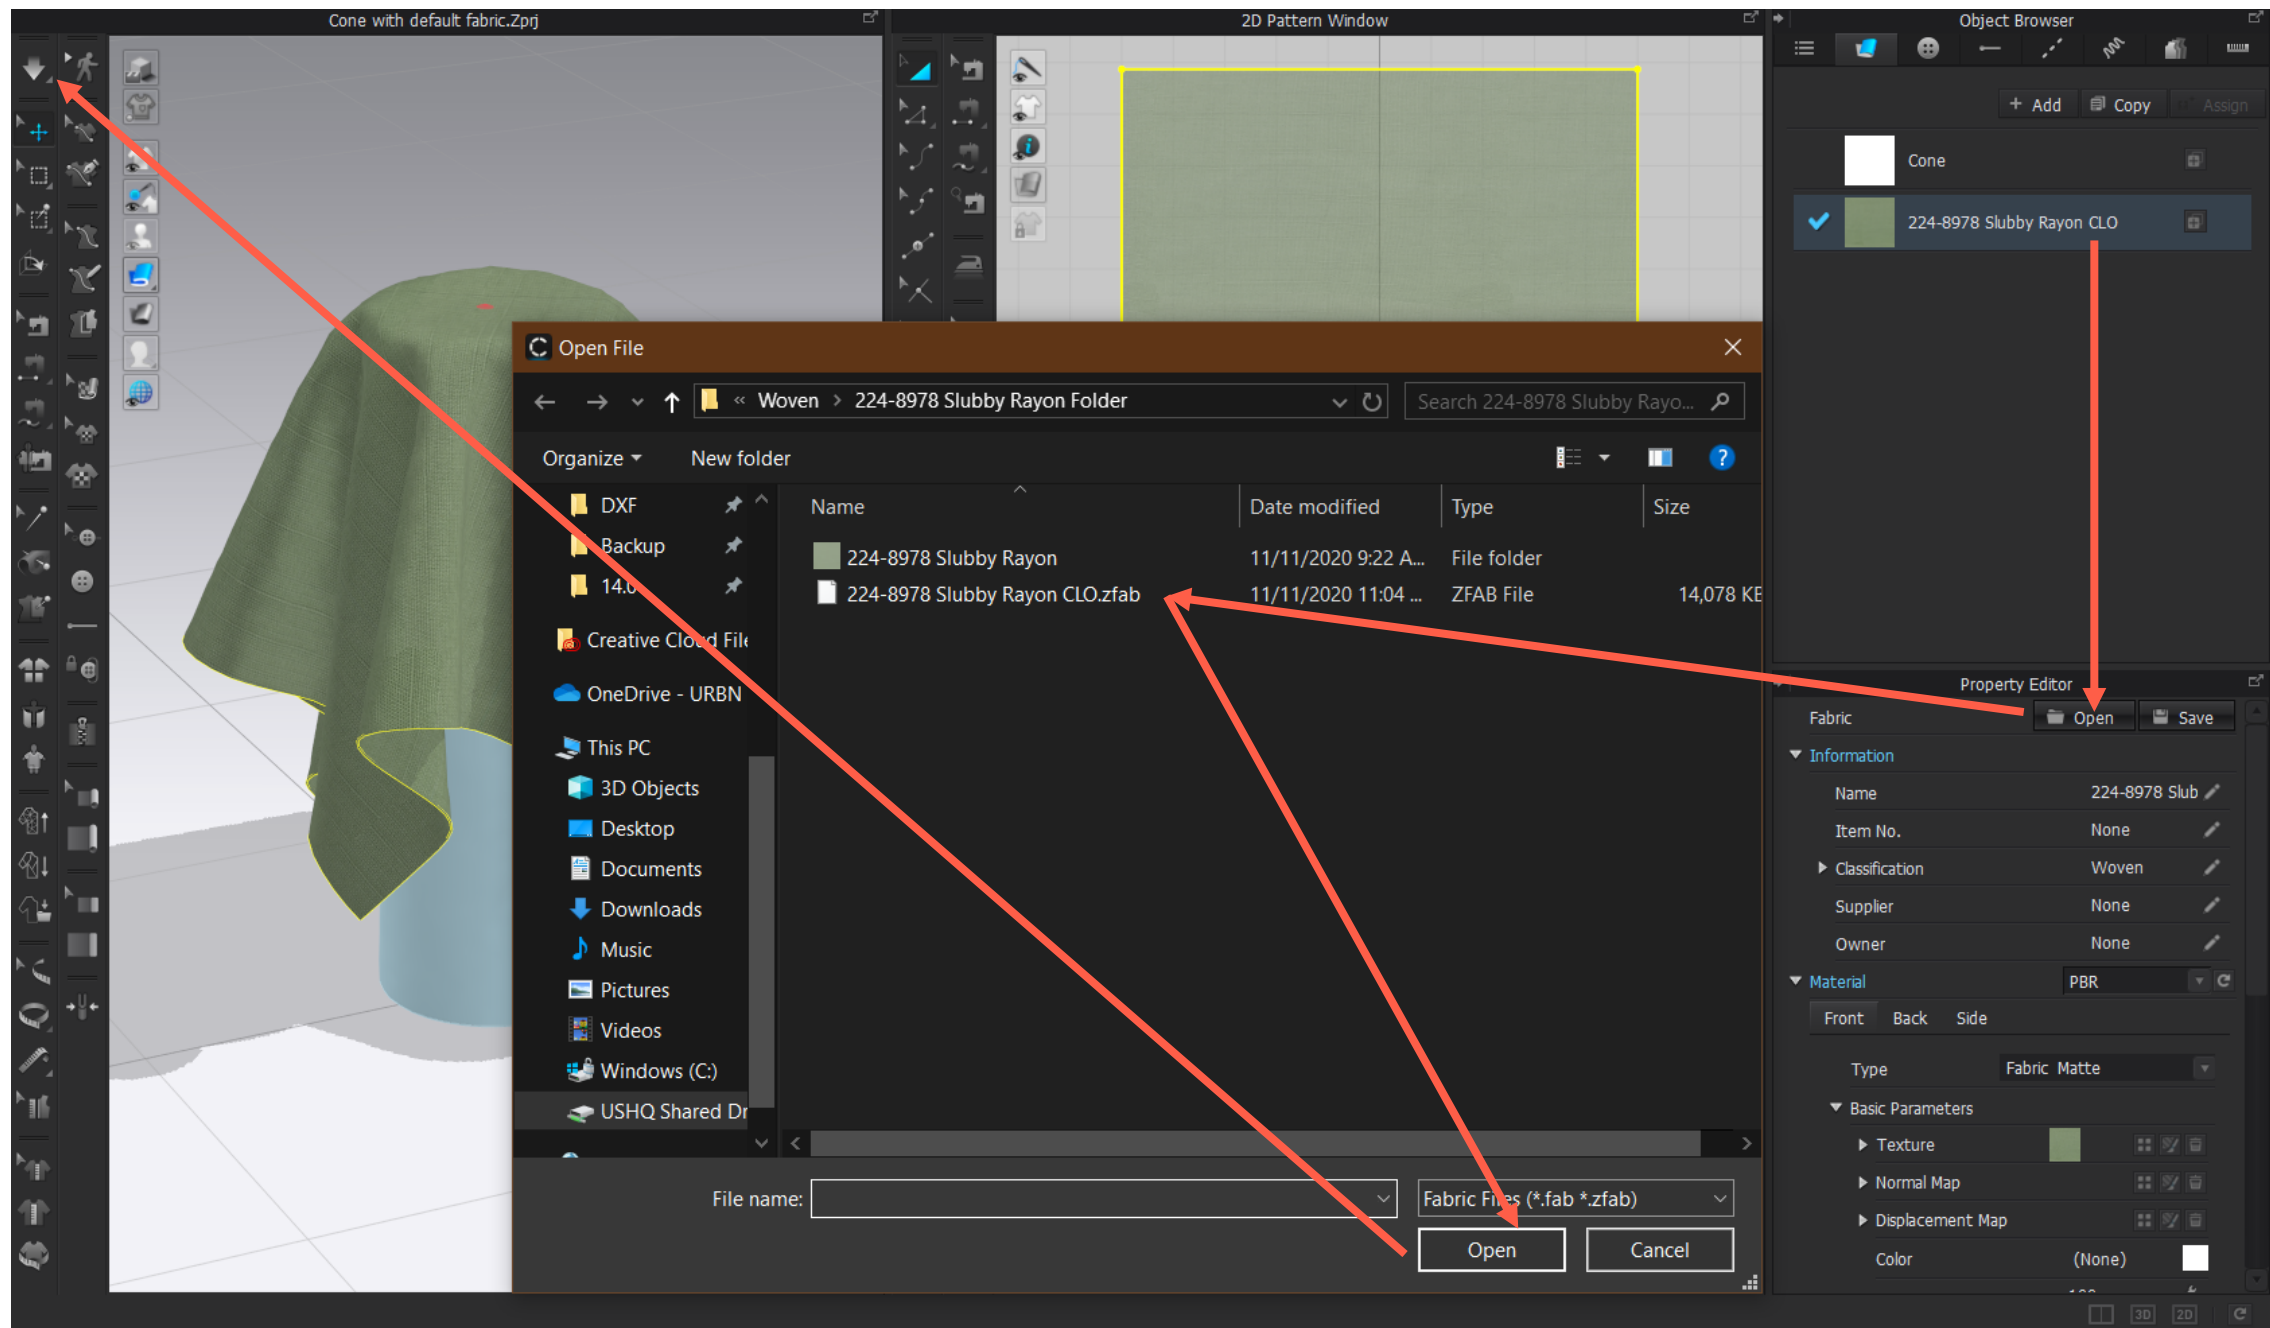 Cone with default fabric.Zprj
2D Pattern Window
Object Browser
+ Add
Copy
Assign
Cone
224-8978 Slubby Rayon CLO
Open File
« Woven > 224-8978 Slubby Rayon Folder
Search 224-8978 Slubby Rayo...
Organize
New folder
Name
Date modified
Type
Size
DXF
Backup
224-8978 Slubby Rayon
11/11/2020 9:22 A...
File folder
224-8978 Slubby Rayon CLO.zfab
11/11/2020 11:04 ...
ZFAB File
14,078 KB
Creative Cloud File
OneDrive - URBN
This PC
3D Objects
Desktop
Documents
Downloads
Music
Pictures
Videos
Windows (C:)
USHQ Shared Dr
File name:
Fabric Files (*.fab *.zfab)
Open
Cancel
Property Editor
Fabric
Open
Save
Information
Name
224-8978 Slub
Item No.
None
Classification
Woven
Supplier
None
Owner
None
Material
PBR
Front
Back
Side
Type
Fabric Matte
Basic Parameters
Texture
Normal Map
Displacement Map
Color
(None)
3D
2D